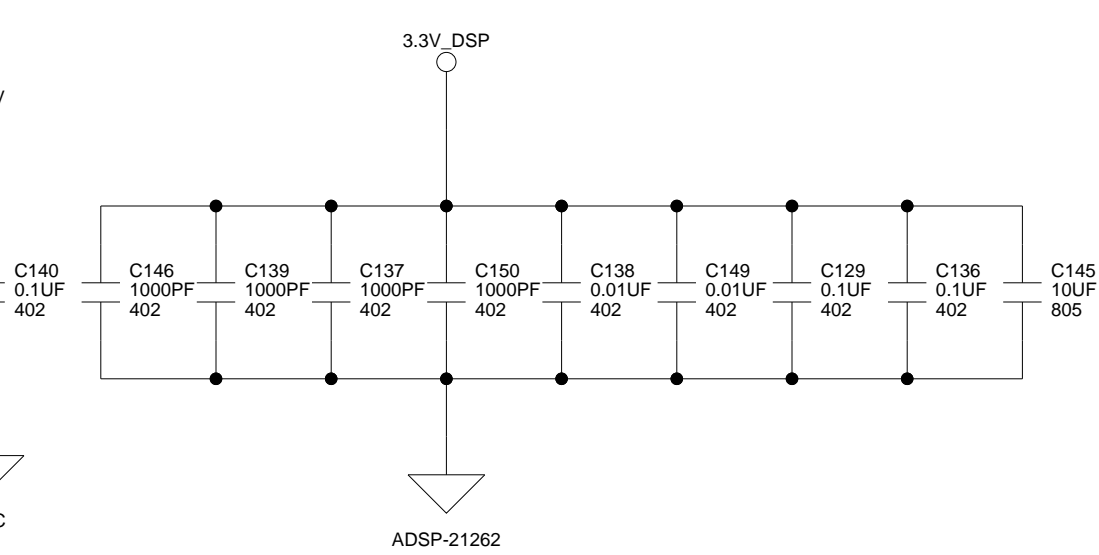 3.3V_DSP
C140
0.1UF
402
C146
1000PF
402
C139
1000PF
402
C137
1000PF
402
C150
1000PF
402
C138
0.01UF
402
C149
0.01UF
402
C129
0.1UF
402
C136
0.1UF
402
C145
10UF
805
ADSP-21262